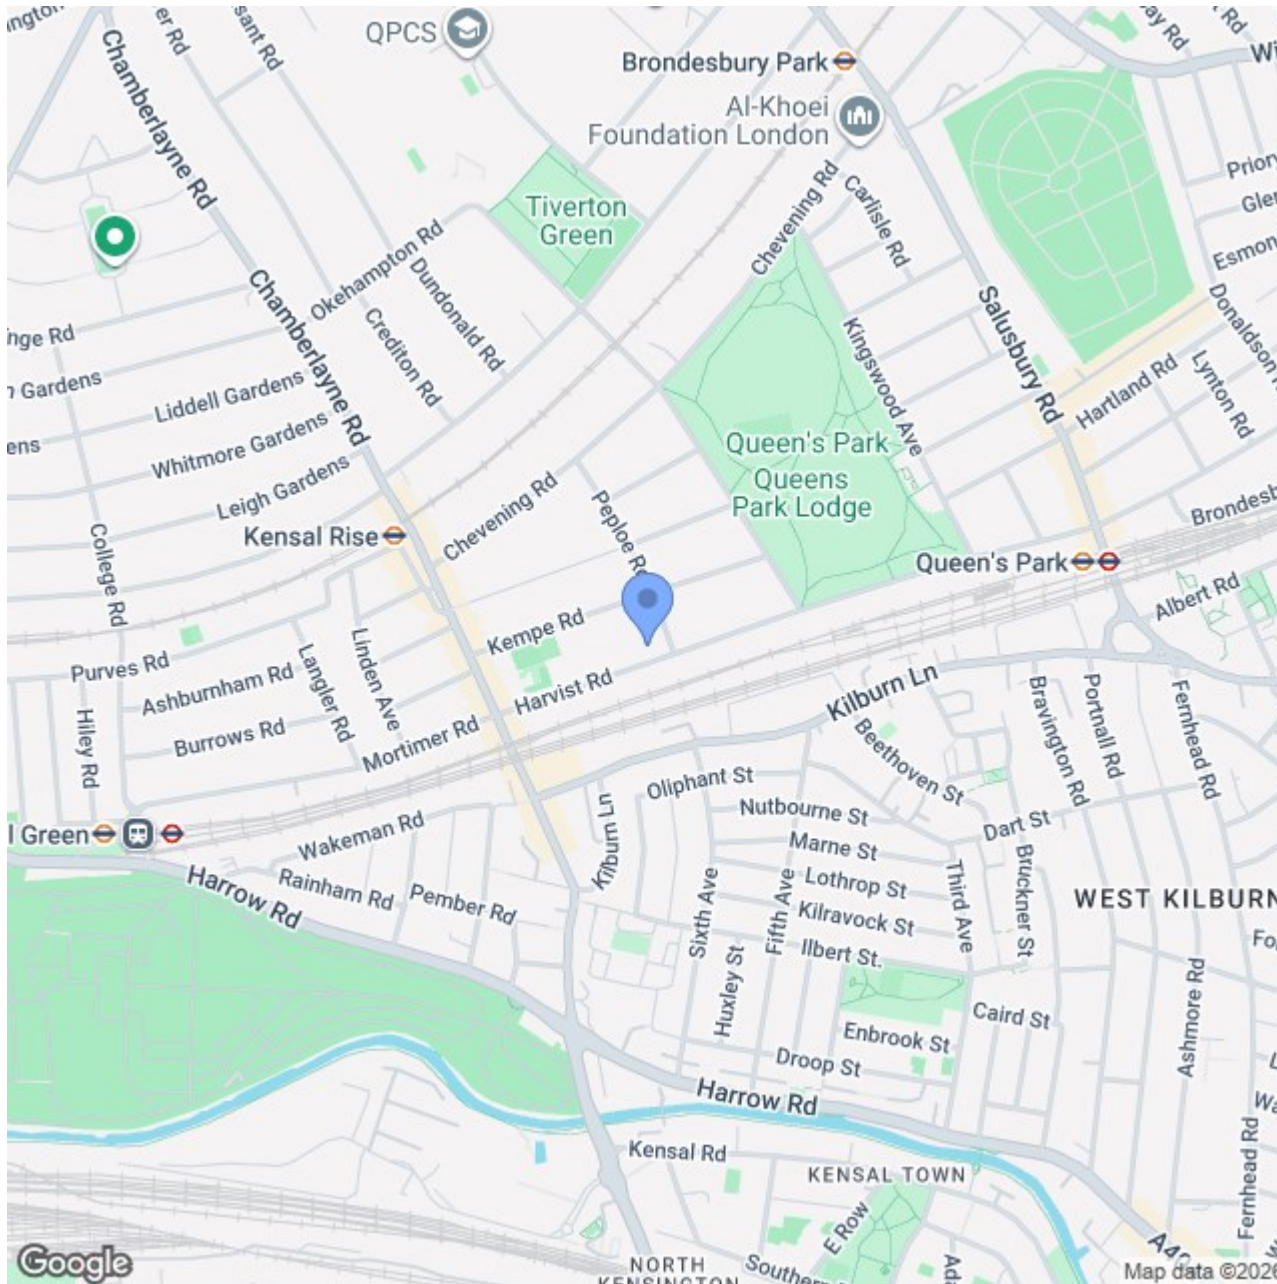 QPCS
Brondesbury Park
Al-Khoei
Foundation London
Chamberlayne Rd
Tiverton
Green
Chevening Rd
Carlisle Rd
Okehampton Rd
Dundonald Rd
Crediton Rd
Chamberlayne Rd
Kingswood Ave
Salusbury Rd
Hartland Rd
Lynton Rd
Liddell Gardens
Whitmore Gardens
Leigh Gardens
Queen's Park
Queens
Park Lodge
Chevening Rd
Peploe Rd
College Rd
Kensal Rise
Queen's Park
Albert Rd
Kempe Rd
Harvist Rd
Linden Ave
Langler Rd
Purves Rd
Ashburnham Rd
Burrows Rd
Mortimer Rd
Hiley Rd
Kilburn Ln
Beethoven St
Bravington Rd
Portnall Rd
Fernhead Rd
Oliphant St
Nutbourne St
Dart St
l Green
Wakeman Rd
Kilburn Ln
Marne St
Lothrop St
Kilravock St
Ilbert St.
Third Ave
Bruckner St
WEST KILBURN
Harrow Rd
Rainham Rd
Pember Rd
Sixth Ave
Fifth Ave
Huxley St
Caird St
Ashmore Rd
Enbrook St
Droop St
Harrow Rd
Kensal Rd
KENSAL TOWN
Fernhead Rd
E Row
NORTH
KENSINGTON
Google
Map data ©202